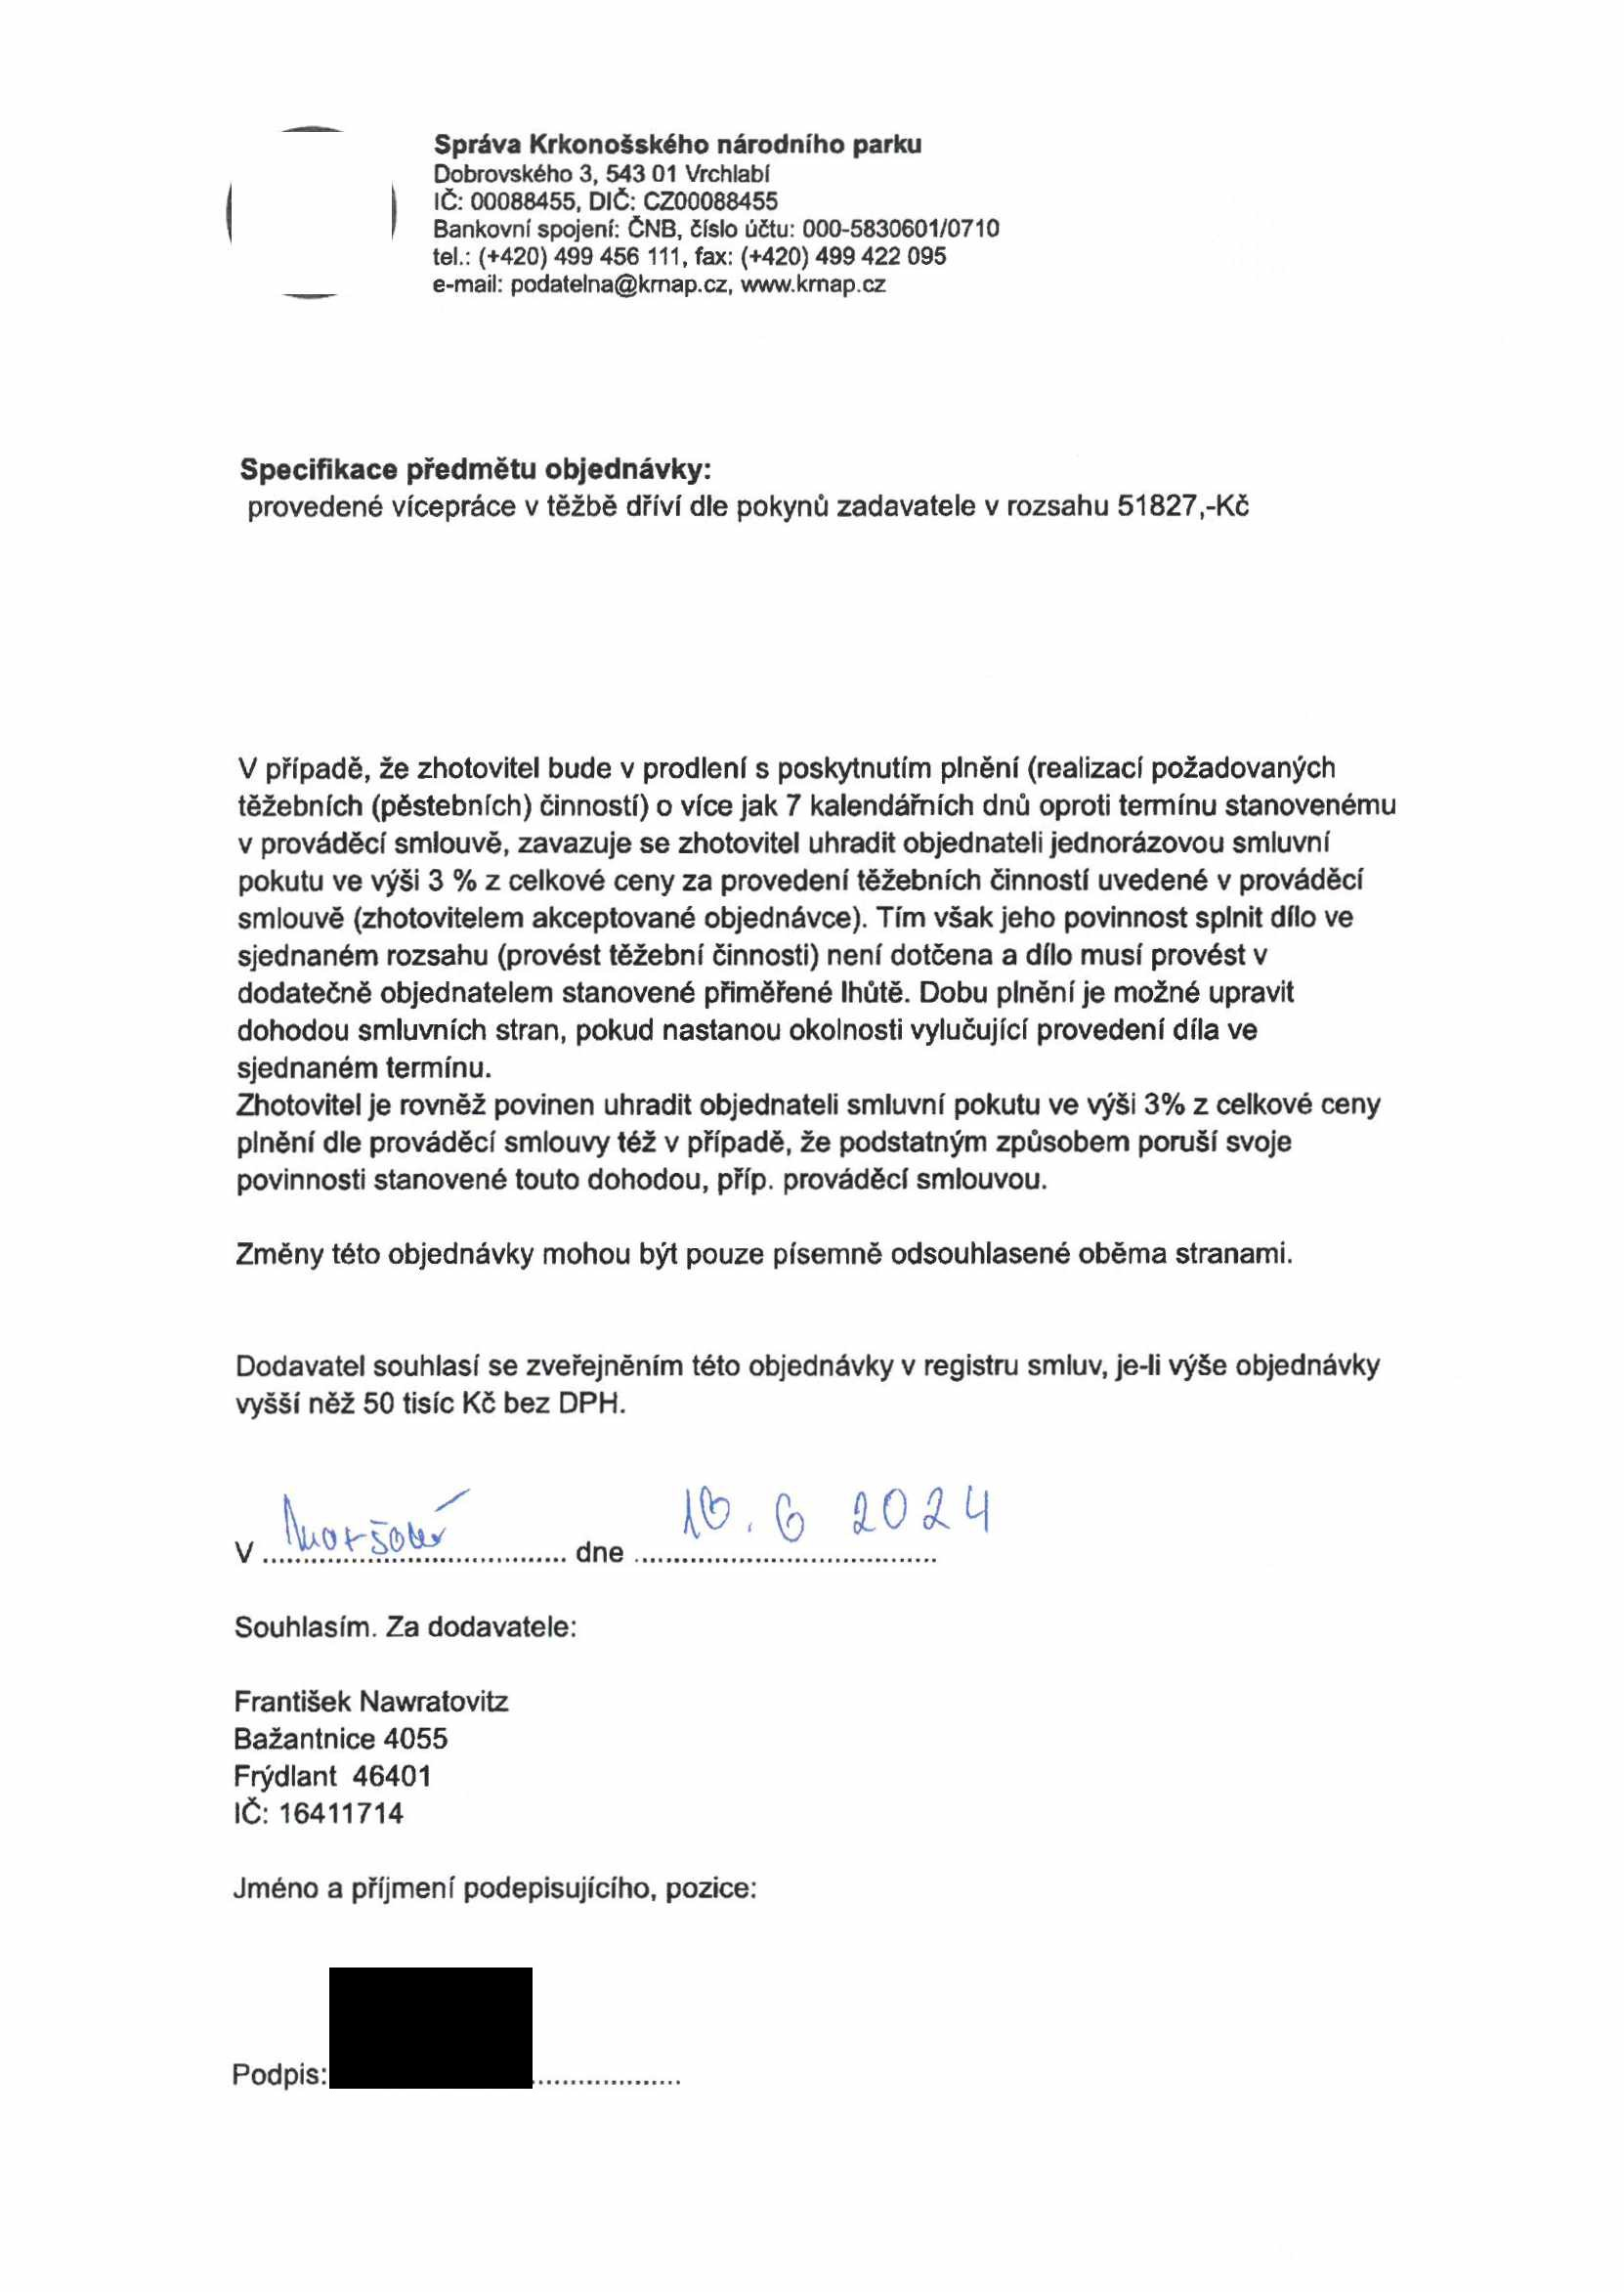 Správa Krkonošského národního parku
Dobrovského 3, 543 01 Vrchlabí
IČ: 00088455, DIČ: CZ00088455
Bankovní spojení: ČNB, číslo účtu: 000-5830601/0710
tel.: (+420) 499 456 111, fax: (+420) 499 422 095
e-mail: podatelna@krnap.cz, www.krnap.cz
Specifikace předmětu objednávky:
provedené vícepráce v těžbě dříví dle pokynů zadavatele v rozsahu 51827,-Kč
V případě, že zhotovitel bude v prodlení s poskytnutím plnění (realizací požadovaných
těžebních (pěstebních) činností) o více jak 7 kalendářních dnů oproti termínu stanovenému
v prováděcí smlouvě, zavazuje se zhotovitel uhradit objednateli jednorázovou smluvní
pokutu ve výši 3 % z celkové ceny za provedení těžebních činností uvedené v prováděcí
smlouvě (zhotovitelem akceptované objednávce). Tím však jeho povinnost splnit dílo ve
sjednaném rozsahu (provést těžební činnosti) není dotčena a dílo musí provést v
dodatečně objednatelem stanovené přiměřené lhůtě. Dobu plnění je možné upravit
dohodou smluvních stran, pokud nastanou okolnosti vylučující provedení díla ve
sjednaném termínu.
Zhotovitel je rovněž povinen uhradit objednateli smluvní pokutu ve výši 3% z celkové ceny
plnění dle prováděcí smlouvy též v případě, že podstatným způsobem poruší svoje
povinnosti stanovené touto dohodou, příp. prováděcí smlouvou.
Změny této objednávky mohou být pouze písemně odsouhlasené oběma stranami.
Dodavatel souhlasí se zveřejněním této objednávky v registru smluv, je-li výše objednávky
vyšší něž 50 tisíc Kč bez DPH.
V ........ dne 10. 6 2024
Souhlasím. Za dodavatele:
František Nawratovitz
Bažantnice 4055
Frýdlant 46401
IČ: 16411714
Jméno a příjmení podepisujícího, pozice:
Podpis: ...................